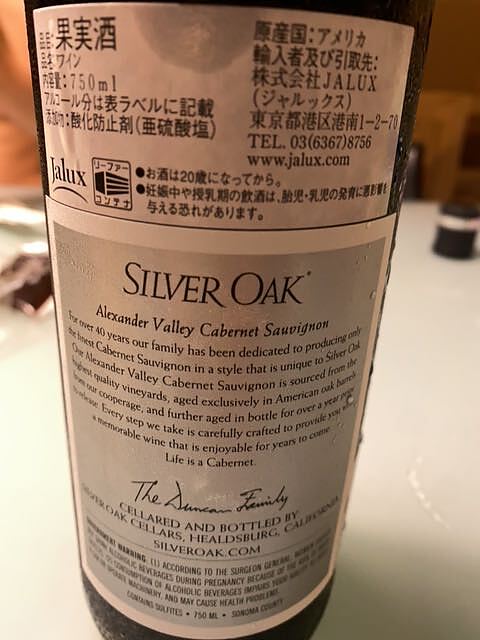 品目:果実酒
品名:ワイン
内容量:750ml
アルコール分は表ラベルに記載
添加物:酸化防止剤(亜硫酸塩)
原産国:アメリカ
輸入者及び引取先:
株式会社JALUX
(ジャルックス)
東京都港区港南1-2-70
TEL. 03(6367)8756
www.jalux.com
Jalux
リーファー
コンテナ
●お酒は20歳になってから。
●妊娠中や授乳期の飲酒は、胎児・乳児の発育に悪影響を
与える恐れがあります。
SILVER OAK®
Alexander Valley Cabernet Sauvignon
For over 40 years our family has been dedicated to producing only
the finest Cabernet Sauvignon in a style that is unique to Silver Oak.
Our Alexander Valley Cabernet Sauvignon is sourced from the
highest quality vineyards, aged exclusively in American oak barrels
from our cooperage, and further aged in bottle for over a year prior
to release. Every step we take is carefully crafted to provide you with
a memorable wine that is enjoyable for years to come.
Life is a Cabernet.
The Duncan Family
CELLARED AND BOTTLED BY
SILVER OAK CELLARS, HEALDSBURG, CALIFORNIA
SILVEROAK.COM
GOVERNMENT WARNING: (1) ACCORDING TO THE SURGEON GENERAL, WOMEN SHOULD
ALCOHOLIC BEVERAGES DURING PREGNANCY BECAUSE OF THE RISK OF BIRTH
(2) CONSUMPTION OF ALCOHOLIC BEVERAGES IMPAIRS YOUR ABILITY TO
OPERATE MACHINERY, AND MAY CAUSE HEALTH PROBLEMS.
CONTAINS SULFITES • 750 ML • SONOMA COUNTY